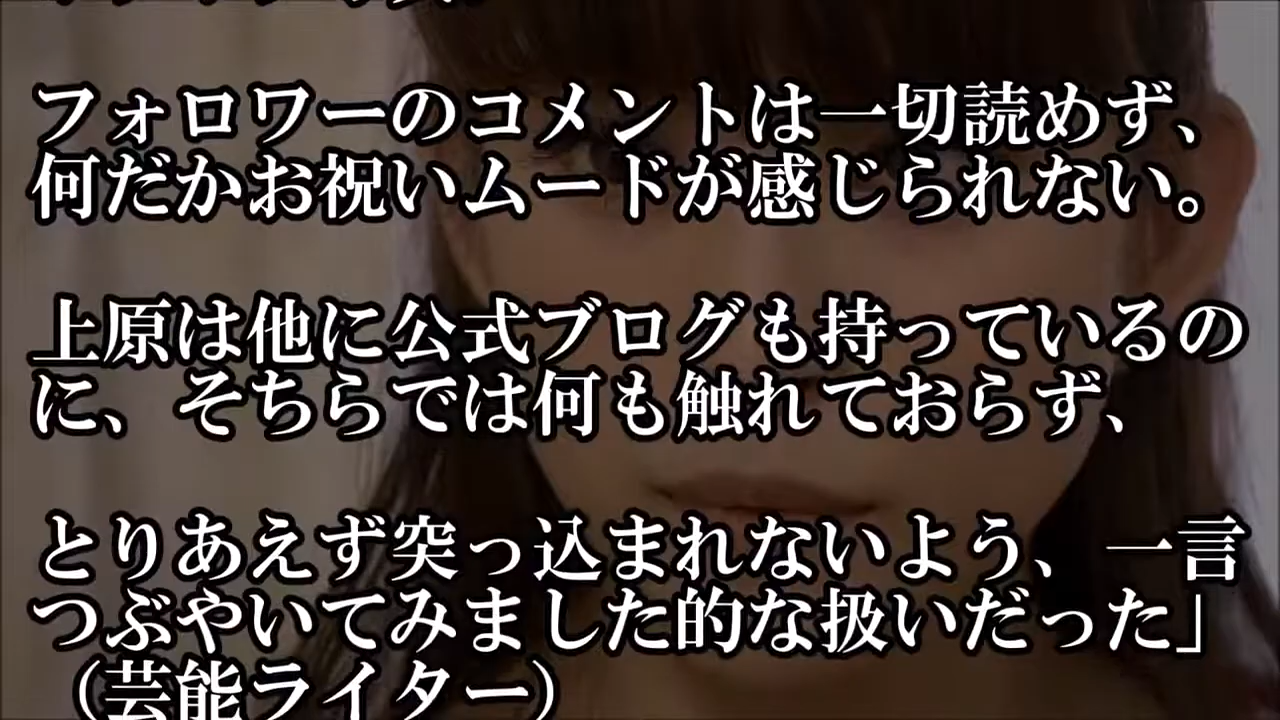 フォロワーのコメントは一切読めず、
何だかお祝いムードが感じられない。
上原は他に公式ブログも持っているの
に、そちらでは何も触れておらず、
とりあえず突っ込まれないよう、一言
つぶやいてみました的な扱いだった」
（芸能ライター）